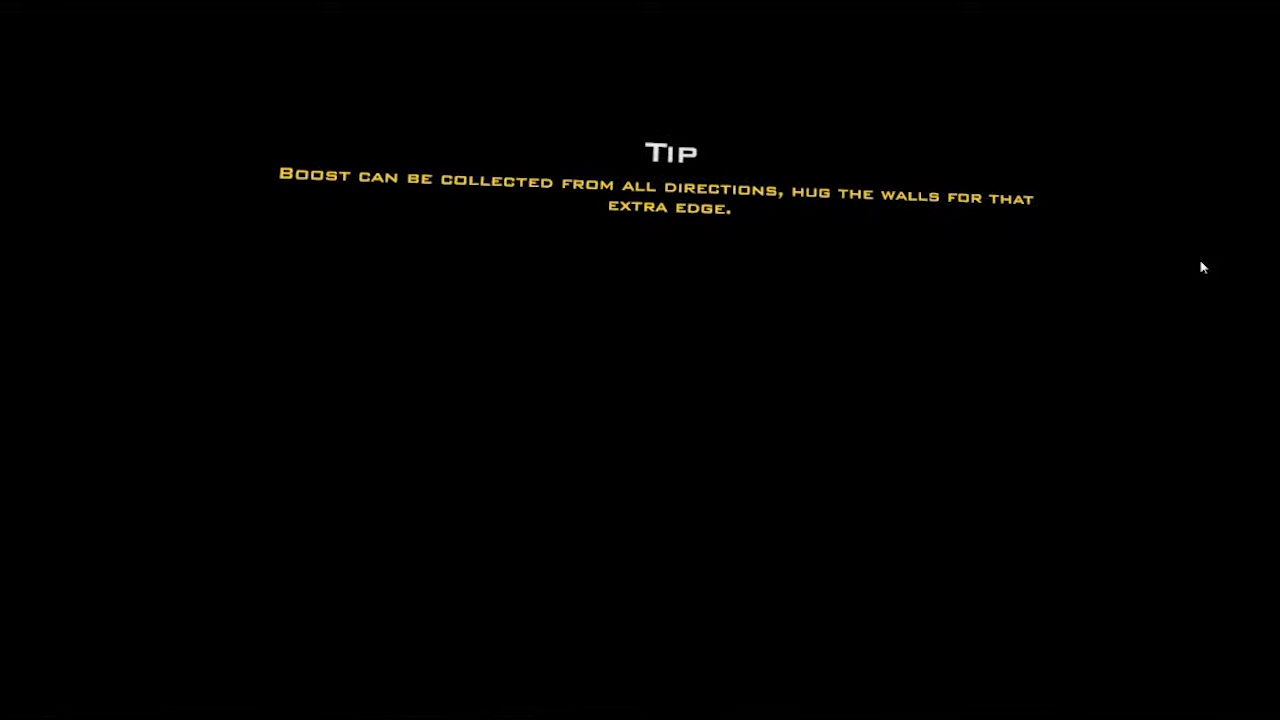 Tip
Boost can be collected from all directions, hug the walls for that
extra edge.